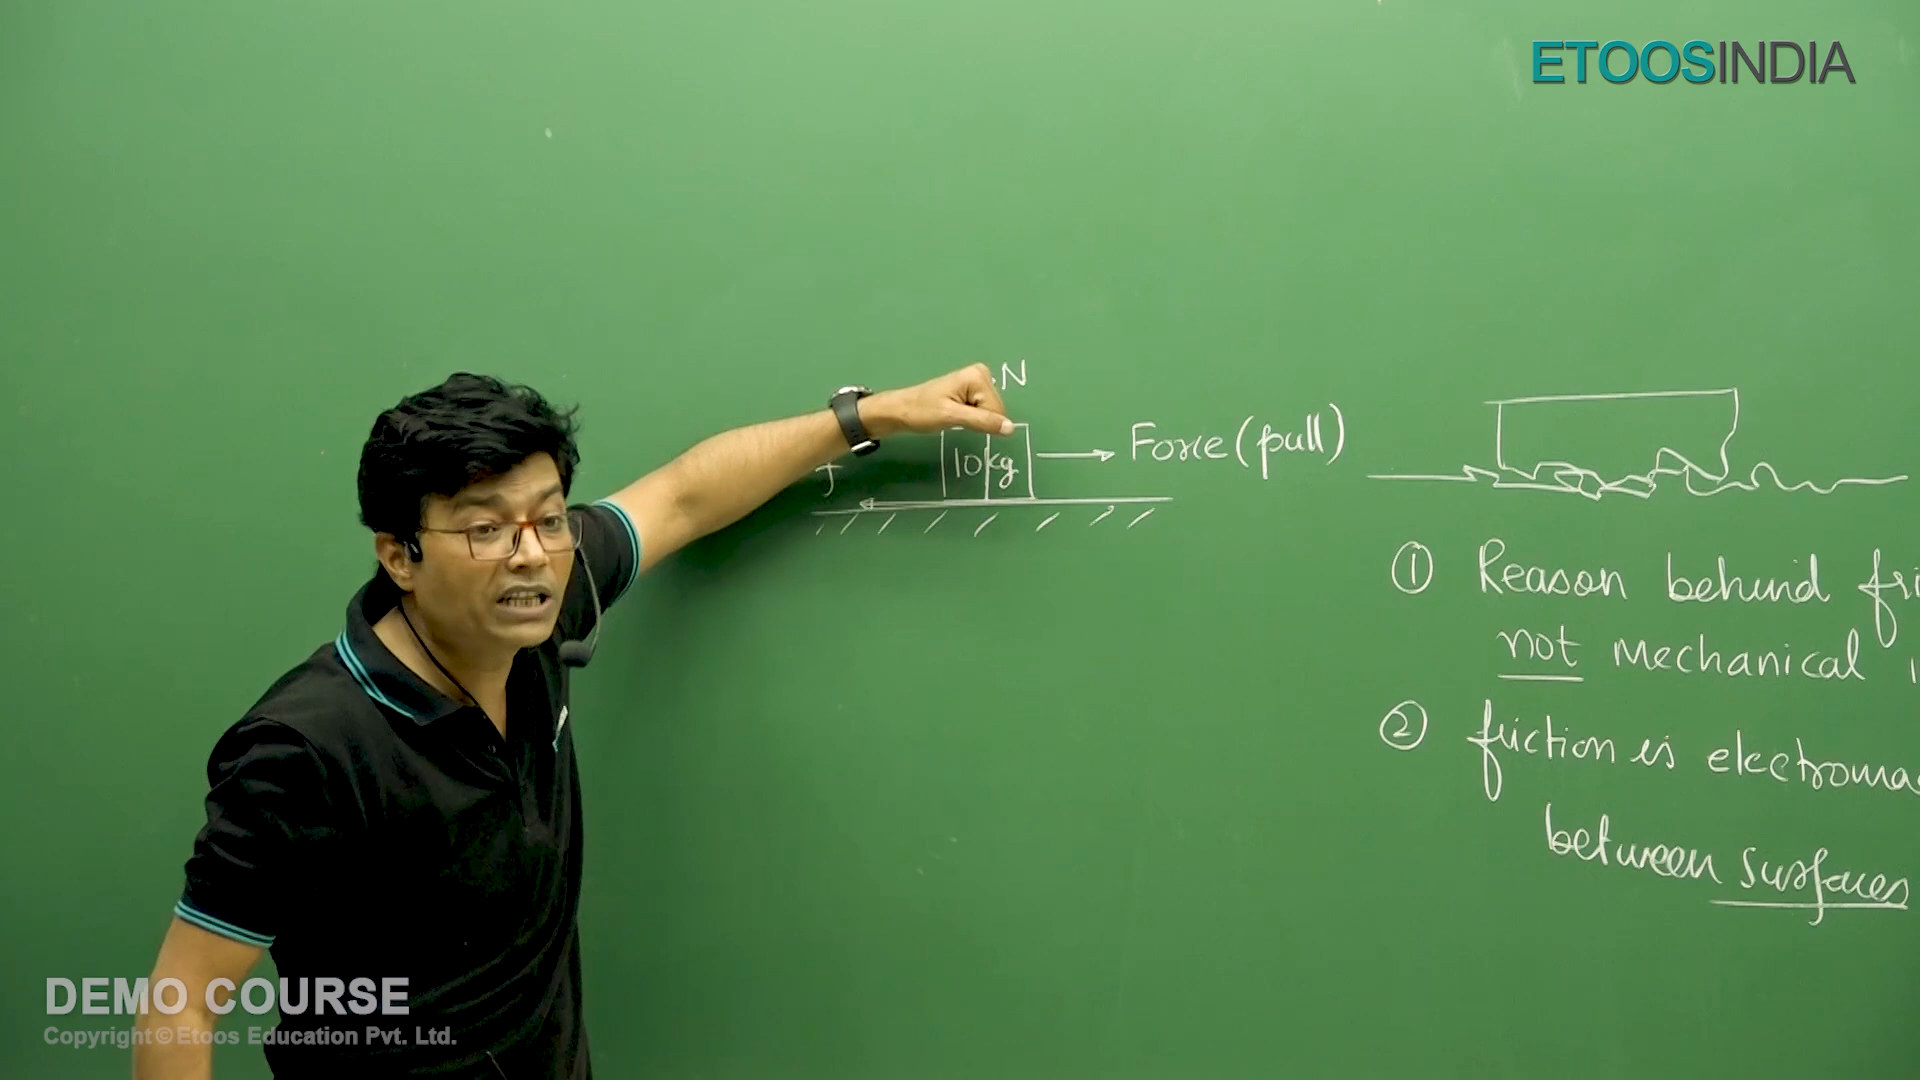 ETOOSINDIA
N
f
10kg
Force (pull)
① Reason behind fri
not mechanical
② friction is electroma
between surfaces
DEMO COURSE
Copyright © Etoos Education Pvt. Ltd.